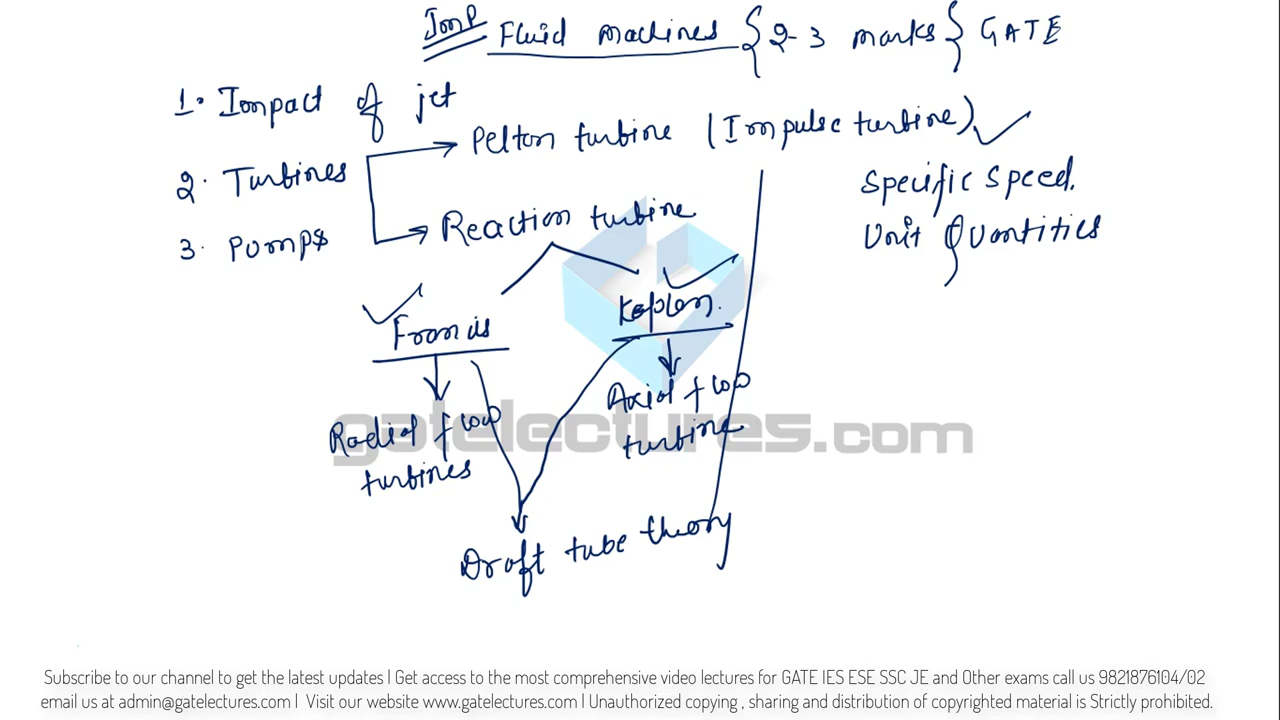 Imp Fluid machines {2-3 marks} GATE
1. Impact of jet
2. Turbines
3. Pumps
Pelton turbine (Impulse turbine)
Reaction turbine
Specific speed.
Unit Quantities
Francis
Kaplan.
Radial flow
turbines
Axial flow
turbine
Draft tube theory
gatelectures.com
Subscribe to our channel to get the latest updates | Get access to the most comprehensive video lectures for GATE IES ESE SSC JE and Other exams call us 9821876104/02
email us at admin@gatelectures.com | Visit our website www.gatelectures.com | Unauthorized copying , sharing and distribution of copyrighted material is Strictly prohibited.